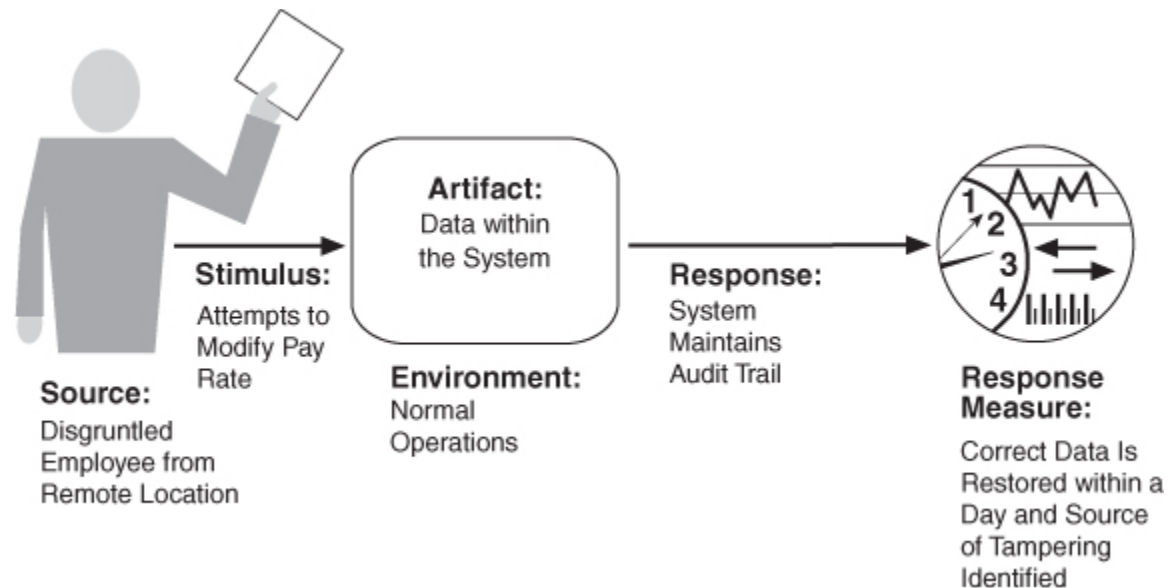 Source:
Disgruntled
Employee from
Remote Location
Stimulus:
Attempts to
Modify Pay
Rate
Artifact:
Data within
the System
Environment:
Normal
Operations
Response:
System
Maintains
Audit Trail
1
2
3
4
Response
Measure:
Correct Data Is
Restored within a
Day and Source
of Tampering
Identified